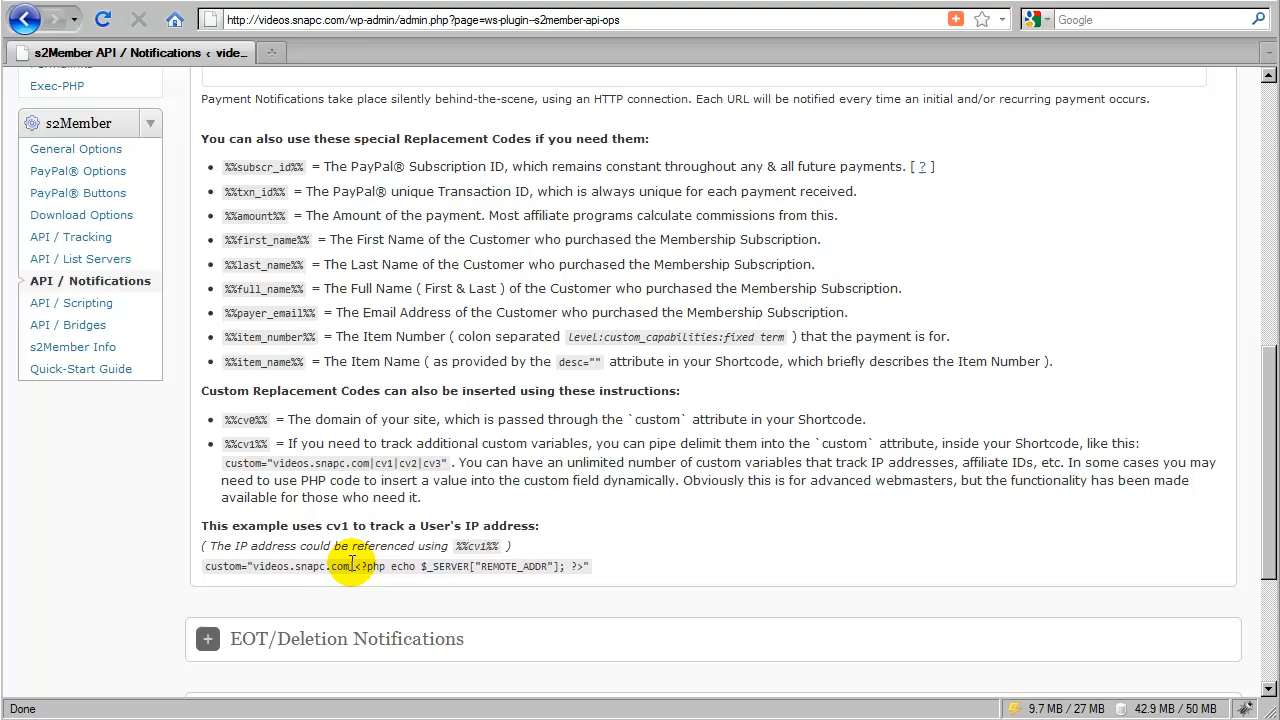 http://videos.snapc.com/wp-admin/admin.php?page=ws-plugin--s2member-api-ops
Google
s2Member API / Notifications ‹ vide...
Exec-PHP
s2Member
General Options
PayPal® Options
PayPal® Buttons
Download Options
API / Tracking
API / List Servers
API / Notifications
API / Scripting
API / Bridges
s2Member Info
Quick-Start Guide
Payment Notifications take place silently behind-the-scene, using an HTTP connection. Each URL will be notified every time an initial and/or recurring payment occurs.
You can also use these special Replacement Codes if you need them:
• %%subscr_id%% = The PayPal® Subscription ID, which remains constant throughout any & all future payments. [ ? ]
• %%txn_id%% = The PayPal® unique Transaction ID, which is always unique for each payment received.
• %%amount%% = The Amount of the payment. Most affiliate programs calculate commissions from this.
• %%first_name%% = The First Name of the Customer who purchased the Membership Subscription.
• %%last_name%% = The Last Name of the Customer who purchased the Membership Subscription.
• %%full_name%% = The Full Name ( First & Last ) of the Customer who purchased the Membership Subscription.
• %%payer_email%% = The Email Address of the Customer who purchased the Membership Subscription.
• %%item_number%% = The Item Number ( colon separated level:custom_capabilities:fixed term ) that the payment is for.
• %%item_name%% = The Item Name ( as provided by the desc="" attribute in your Shortcode, which briefly describes the Item Number ).
Custom Replacement Codes can also be inserted using these instructions:
• %%cv0%% = The domain of your site, which is passed through the `custom` attribute in your Shortcode.
• %%cv1%% = If you need to track additional custom variables, you can pipe delimit them into the `custom` attribute, inside your Shortcode, like this:
custom="videos.snapc.com|cv1|cv2|cv3" . You can have an unlimited number of custom variables that track IP addresses, affiliate IDs, etc. In some cases you may
need to use PHP code to insert a value into the custom field dynamically. Obviously this is for advanced webmasters, but the functionality has been made
available for those who need it.
This example uses cv1 to track a User's IP address:
( The IP address could be referenced using %%cv1%% )
custom="videos.snapc.com|<?php echo $_SERVER["REMOTE_ADDR"]; ?>"
EOT/Deletion Notifications
Done
9.7 MB / 27 MB
42.9 MB / 50 MB